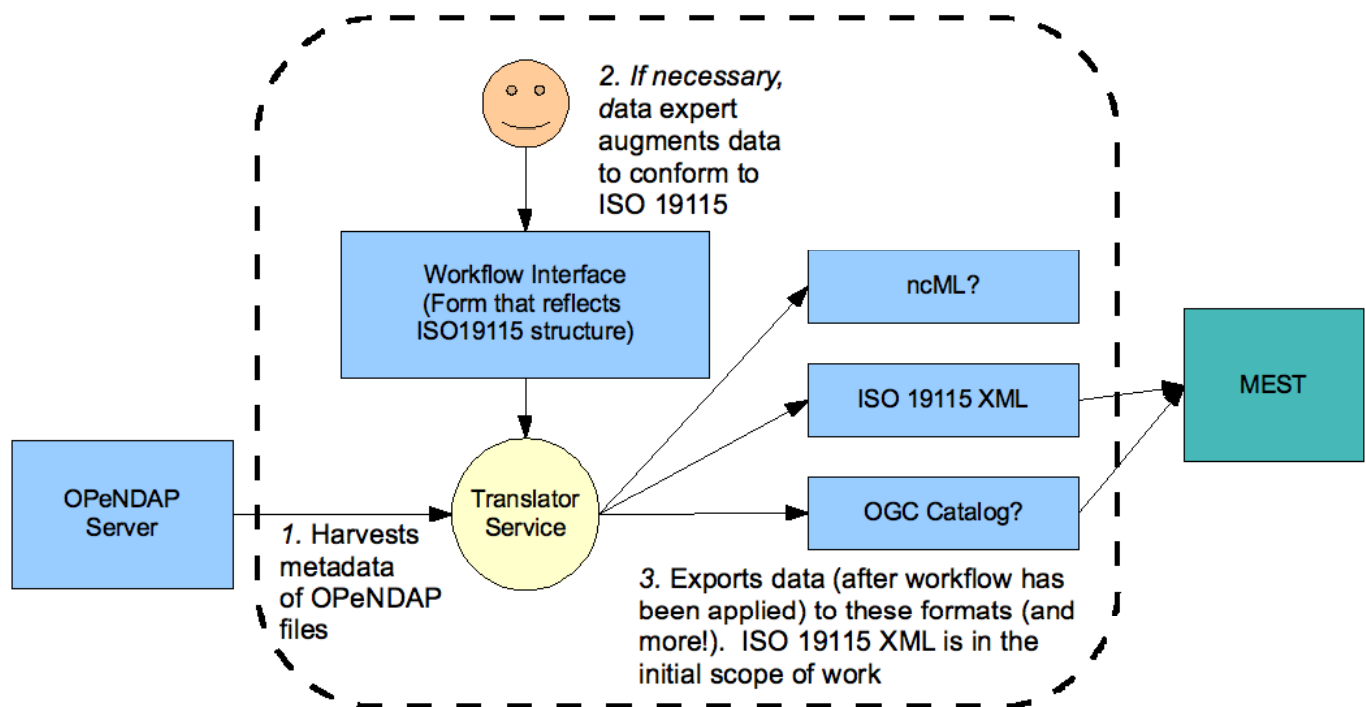 2. If necessary,
data expert
augments data
to conform to
ISO 19115
Workflow Interface
(Form that reflects
ISO19115 structure)
ncML?
ISO 19115 XML
MEST
OPeNDAP
Server
Translator
Service
OGC Catalog?
1. Harvests
metadata
of OPeNDAP
files
3. Exports data (after workflow has
been applied) to these formats (and
more!).  ISO 19115 XML is in the
initial scope of work